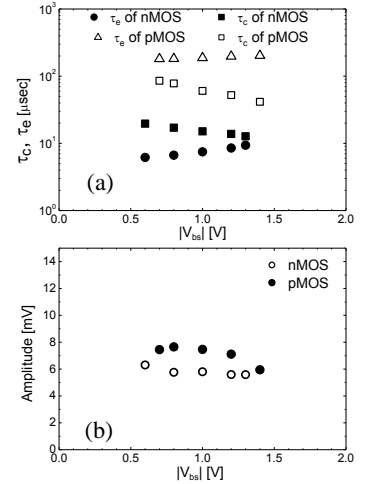 τe of nMOS τc of nMOS
τe of pMOS τc of pMOS
10³
10²
10¹
10⁰
τc, τe [μsec]
(a)
0.0 0.5 1.0 1.5 2.0
|Vbs| [V]
14
12
10
8
6
4
2
0
Amplitude [mV]
nMOS
pMOS
(b)
0.0 0.5 1.0 1.5 2.0
|Vbs| [V]